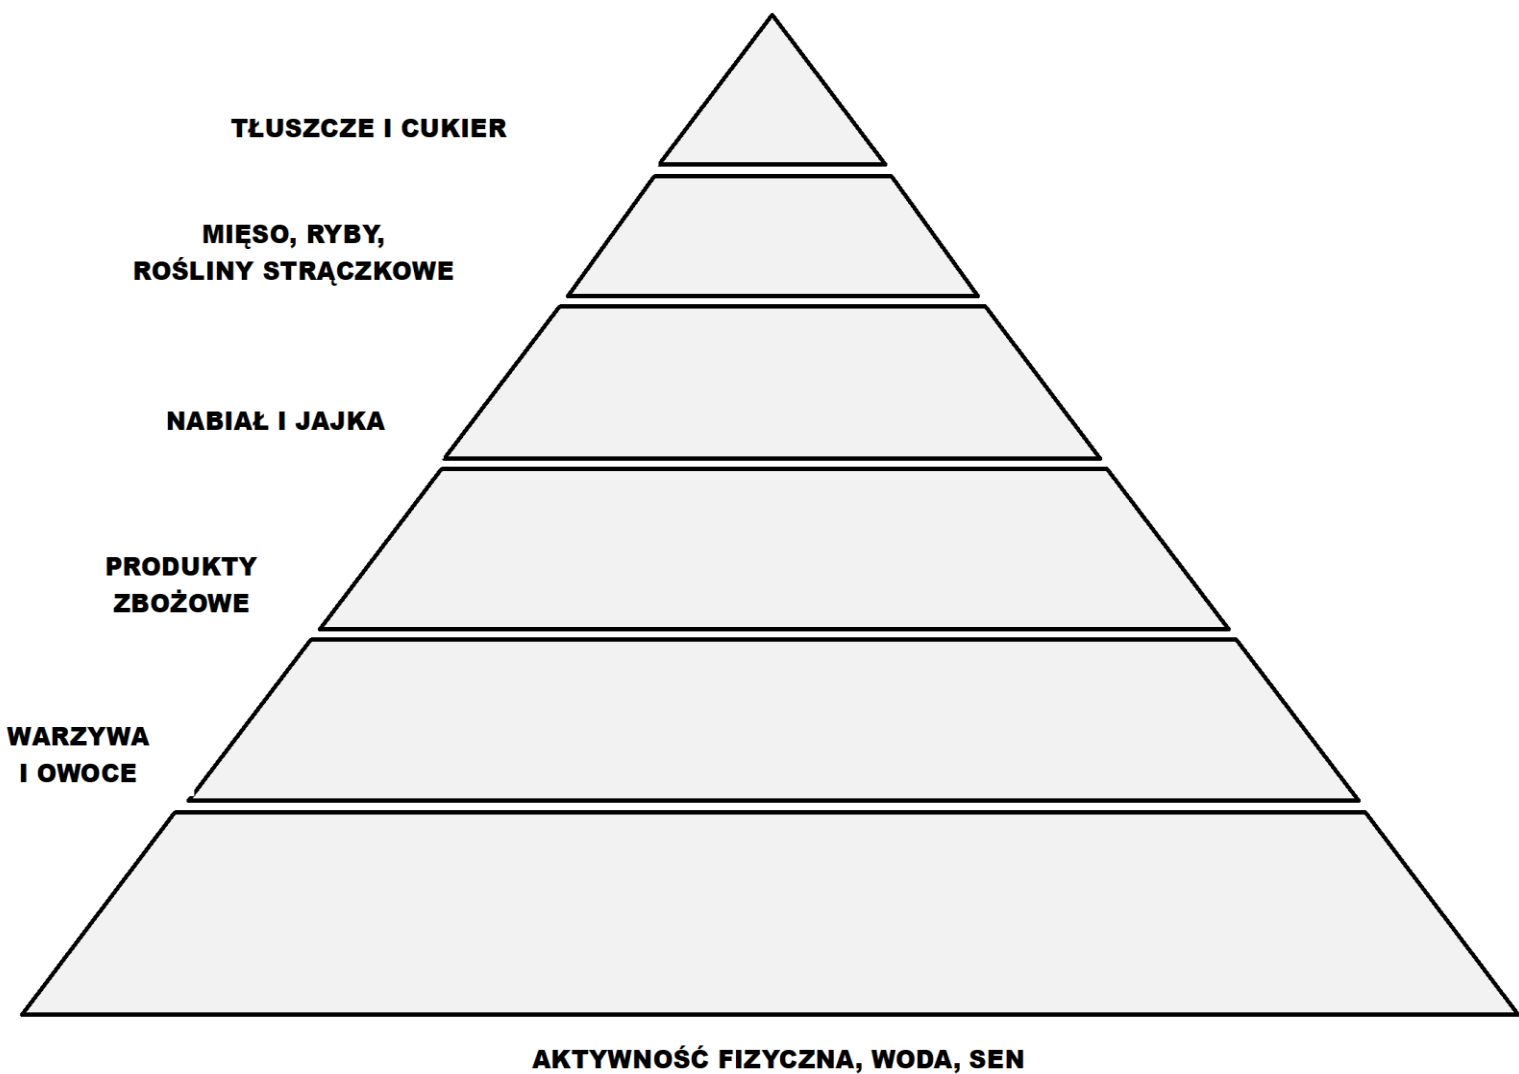 TŁUSZCZE I CUKIER
MIĘSO, RYBY,
ROŚLINY STRĄCZKOWE
NABIAŁ I JAJKA
PRODUKTY
ZBOŻOWE
WARZYWA
I OWOCE
AKTYWNOŚĆ FIZYCZNA, WODA, SEN